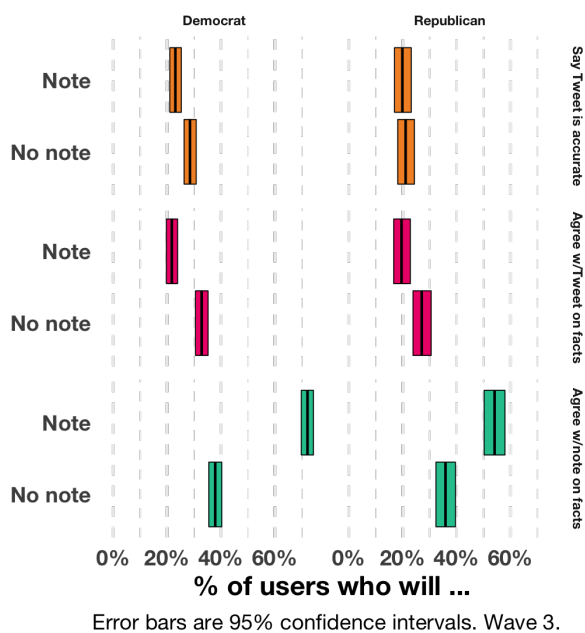 Democrat Republican
Note
No note
Say Tweet is accurate
Note
No note
Agree w/Tweet on facts
Note
No note
Agree w/note on facts
0% 20% 40% 60% 0% 20% 40% 60%
% of users who will ...
Error bars are 95% confidence intervals. Wave 3.